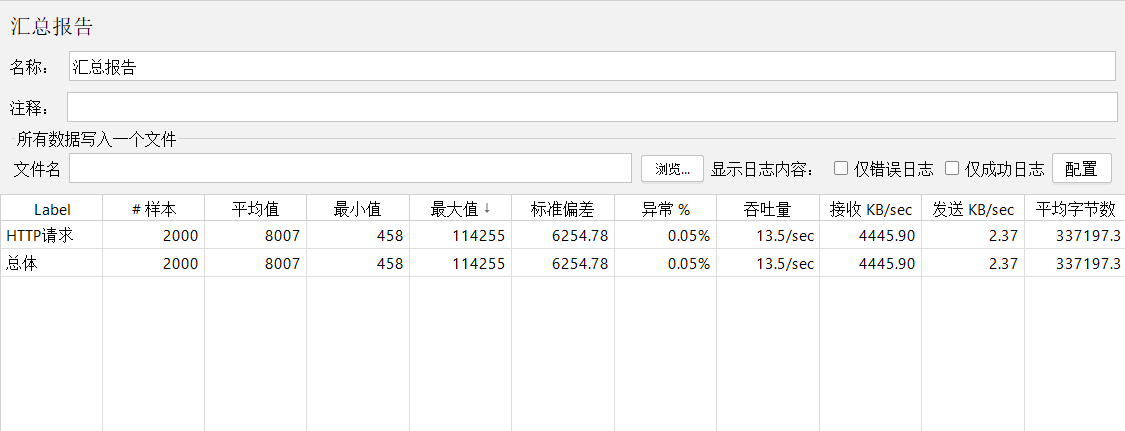 汇总报告
名称： 汇总报告
注释：
所有数据写入一个文件
文件名 浏览... 显示日志内容： 仅错误日志 仅成功日志 配置
Label # 样本 平均值 最小值 最大值 ↓ 标准偏差 异常 % 吞吐量 接收 KB/sec 发送 KB/sec 平均字节数
HTTP请求 2000 8007 458 114255 6254.78 0.05% 13.5/sec 4445.90 2.37 337197.3
总体 2000 8007 458 114255 6254.78 0.05% 13.5/sec 4445.90 2.37 337197.3